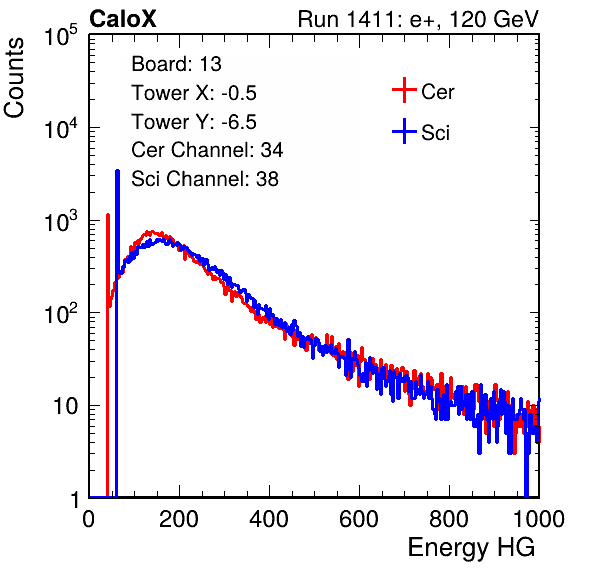 CaloX Run 1411: e+, 120 GeV
Counts
10^5
10^4
10^3
10^2
10
1
Board: 13
Tower X: -0.5
Tower Y: -6.5
Cer Channel: 34
Sci Channel: 38
Cer
Sci
0 200 400 600 800 1000
Energy HG